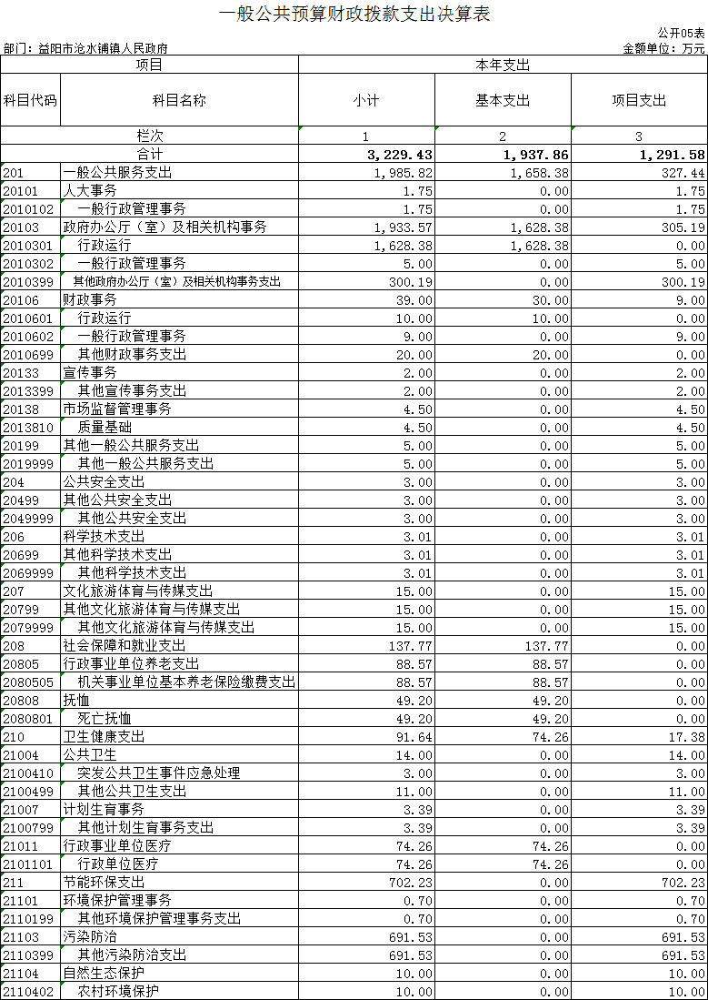 一般公共预算财政拨款支出决算表
公开05表
部门：益阳市沧水铺镇人民政府 金额单位：万元
项目 本年支出
科目代码 科目名称 小计 基本支出 项目支出
栏次 1 2 3
合计 3,229.43 1,937.86 1,291.58
201 一般公共服务支出 1,985.82 1,658.38 327.44
20101 人大事务 1.75 0.00 1.75
2010102 一般行政管理事务 1.75 0.00 1.75
20103 政府办公厅（室）及相关机构事务 1,933.57 1,628.38 305.19
2010301 行政运行 1,628.38 1,628.38 0.00
2010302 一般行政管理事务 5.00 0.00 5.00
2010399 其他政府办公厅（室）及相关机构事务支出 300.19 0.00 300.19
20106 财政事务 39.00 30.00 9.00
2010601 行政运行 10.00 10.00 0.00
2010602 一般行政管理事务 9.00 0.00 9.00
2010699 其他财政事务支出 20.00 20.00 0.00
20133 宣传事务 2.00 0.00 2.00
2013399 其他宣传事务支出 2.00 0.00 2.00
20138 市场监督管理事务 4.50 0.00 4.50
2013810 质量基础 4.50 0.00 4.50
20199 其他一般公共服务支出 5.00 0.00 5.00
2019999 其他一般公共服务支出 5.00 0.00 5.00
204 公共安全支出 3.00 0.00 3.00
20499 其他公共安全支出 3.00 0.00 3.00
2049999 其他公共安全支出 3.00 0.00 3.00
206 科学技术支出 3.01 0.00 3.01
20699 其他科学技术支出 3.01 0.00 3.01
2069999 其他科学技术支出 3.01 0.00 3.01
207 文化旅游体育与传媒支出 15.00 0.00 15.00
20799 其他文化旅游体育与传媒支出 15.00 0.00 15.00
2079999 其他文化旅游体育与传媒支出 15.00 0.00 15.00
208 社会保障和就业支出 137.77 137.77 0.00
20805 行政事业单位养老支出 88.57 88.57 0.00
2080505 机关事业单位基本养老保险缴费支出 88.57 88.57 0.00
20808 抚恤 49.20 49.20 0.00
2080801 死亡抚恤 49.20 49.20 0.00
210 卫生健康支出 91.64 74.26 17.38
21004 公共卫生 14.00 0.00 14.00
2100410 突发公共卫生事件应急处理 3.00 0.00 3.00
2100499 其他公共卫生支出 11.00 0.00 11.00
21007 计划生育事务 3.39 0.00 3.39
2100799 其他计划生育事务支出 3.39 0.00 3.39
21011 行政事业单位医疗 74.26 74.26 0.00
2101101 行政单位医疗 74.26 74.26 0.00
211 节能环保支出 702.23 0.00 702.23
21101 环境保护管理事务 0.70 0.00 0.70
2110199 其他环境保护管理事务支出 0.70 0.00 0.70
21103 污染防治 691.53 0.00 691.53
2110399 其他污染防治支出 691.53 0.00 691.53
21104 自然生态保护 10.00 0.00 10.00
2110402 农村环境保护 10.00 0.00 10.00